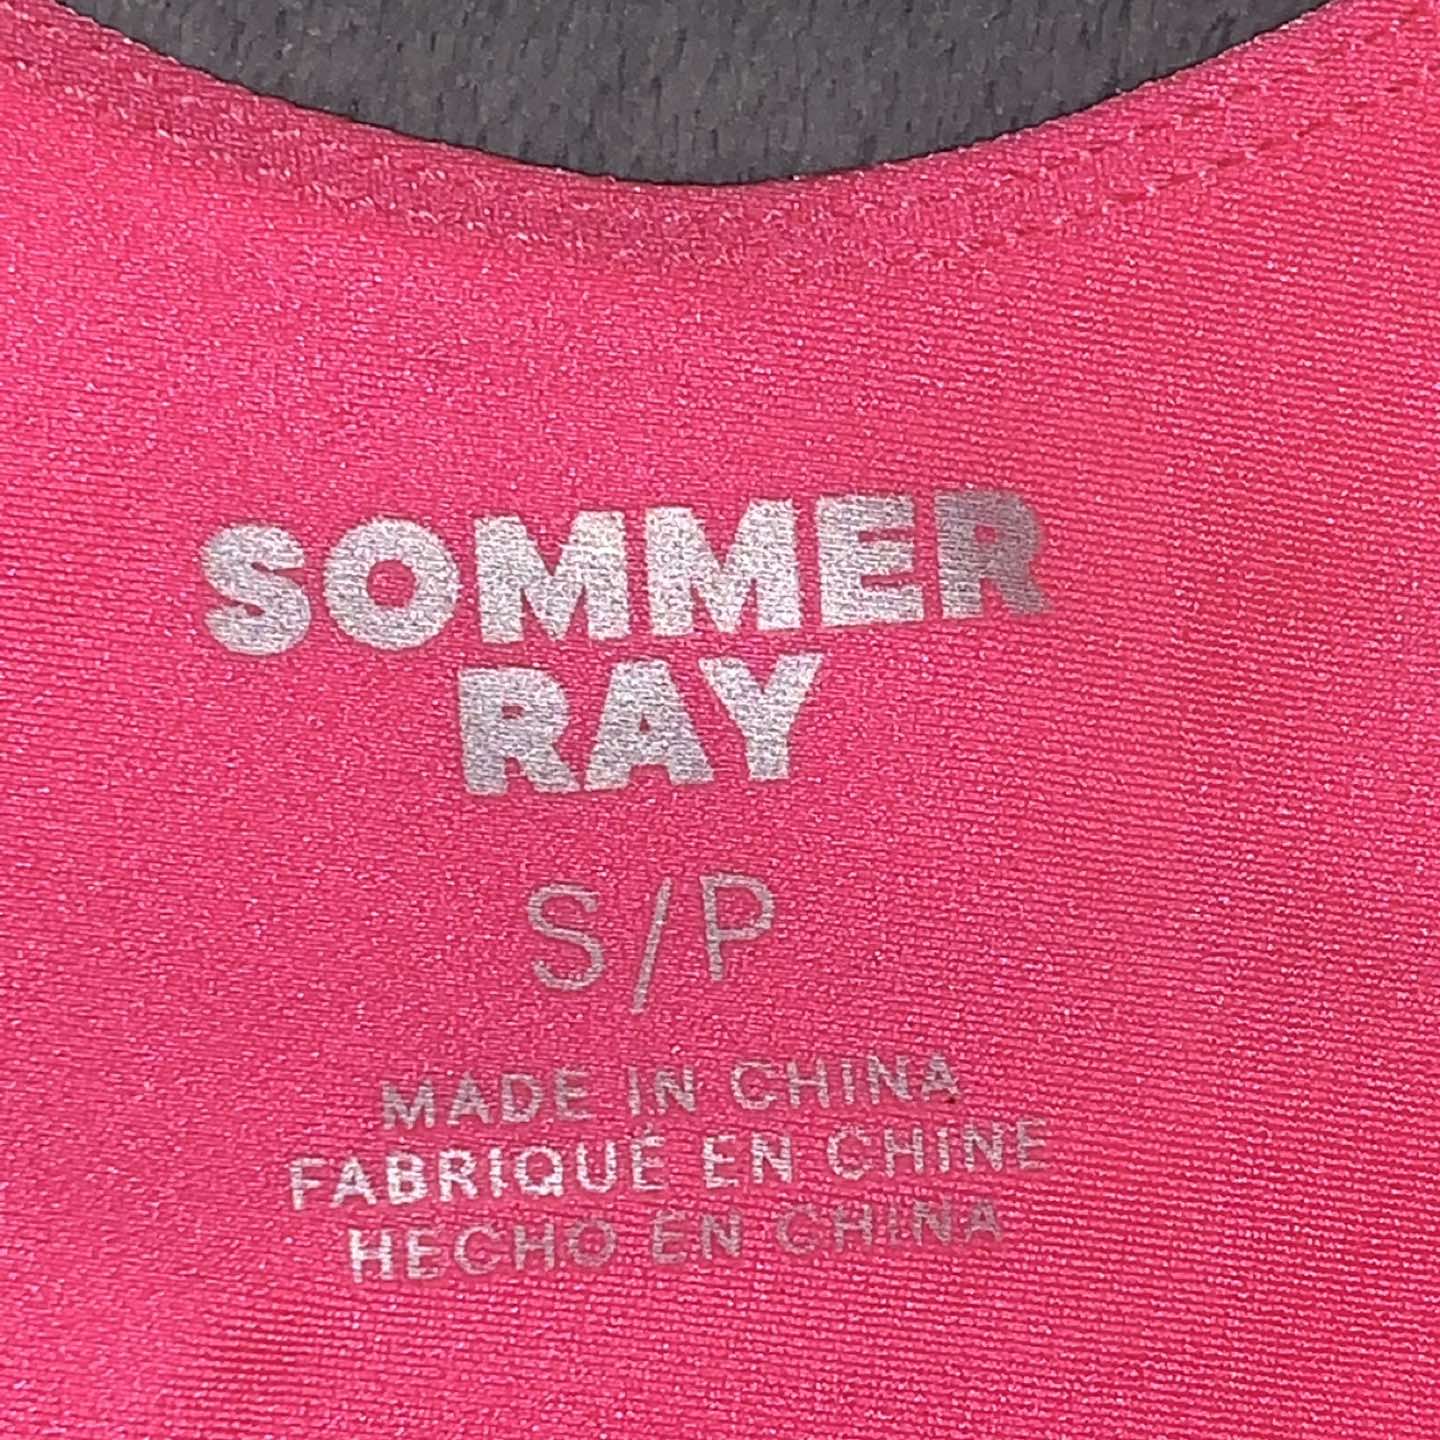 SOMMER
RAY
S/P
MADE IN CHINA
FABRIQUÉ EN CHINE
HECHO EN CHINA